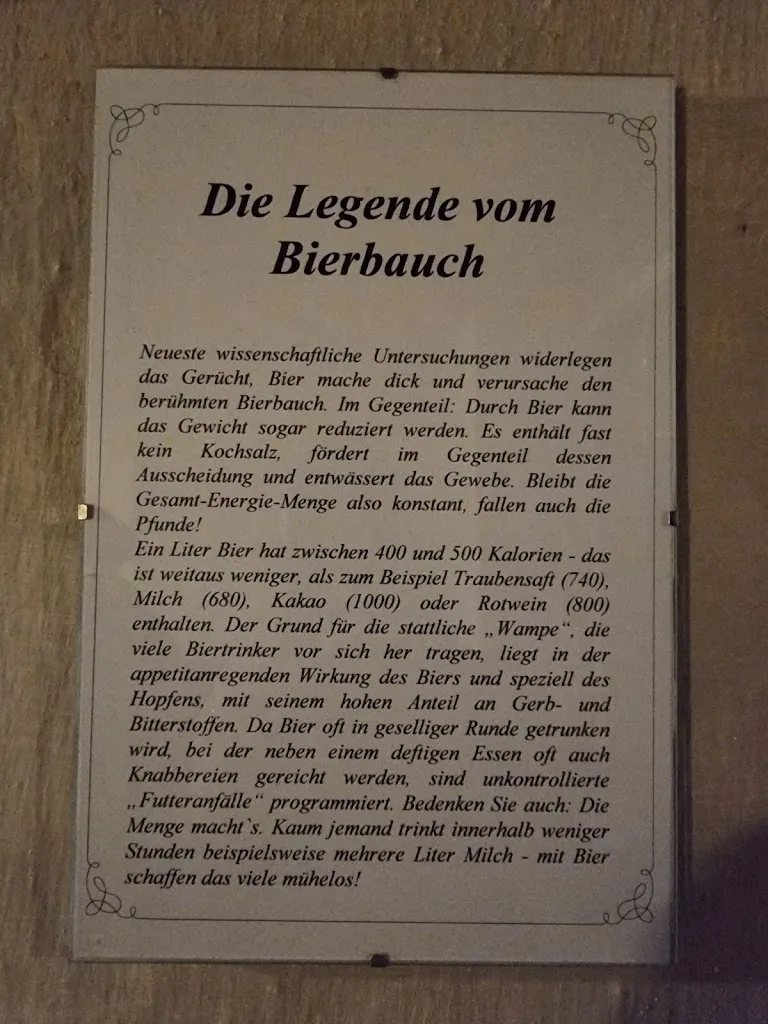 Die Legende vom
Bierbauch
Neueste wissenschaftliche Untersuchungen widerlegen
das Gerücht, Bier mache dick und verursache den
berühmten Bierbauch. Im Gegenteil: Durch Bier kann
das Gewicht sogar reduziert werden. Es enthält fast
kein Kochsalz, fördert im Gegenteil dessen
Ausscheidung und entwässert das Gewebe. Bleibt die
Gesamt-Energie-Menge also konstant, fallen auch die
Pfunde!
Ein Liter Bier hat zwischen 400 und 500 Kalorien - das
ist weitaus weniger, als zum Beispiel Traubensaft (740),
Milch (680), Kakao (1000) oder Rotwein (800)
enthalten. Der Grund für die stattliche „Wampe“, die
viele Biertrinker vor sich her tragen, liegt in der
appetitanregenden Wirkung des Biers und speziell des
Hopfens, mit seinem hohen Anteil an Gerb- und
Bitterstoffen. Da Bier oft in geselliger Runde getrunken
wird, bei der neben einem deftigen Essen oft auch
Knabbereien gereicht werden, sind unkontrollierte
„Futteranfälle“ programmiert. Bedenken Sie auch: Die
Menge macht`s. Kaum jemand trinkt innerhalb weniger
Stunden beispielsweise mehrere Liter Milch - mit Bier
schaffen das viele mühelos!